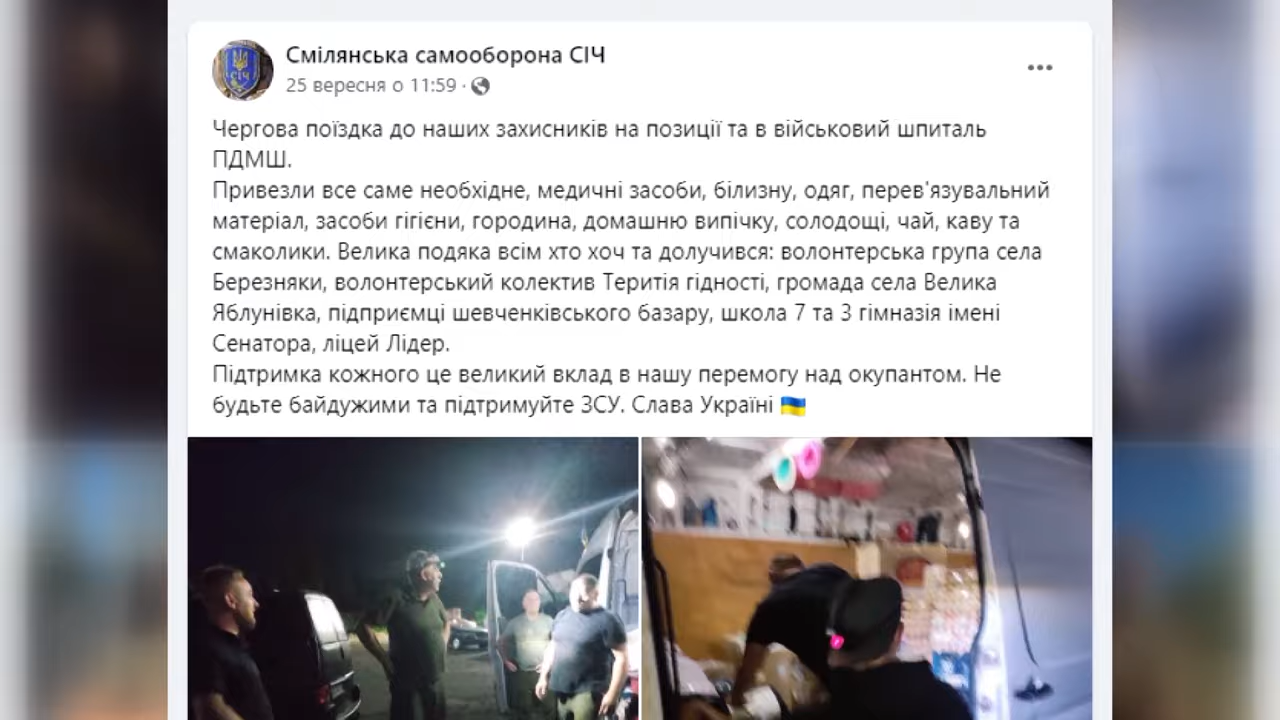 Смілянська самооборона СІЧ
25 вересня о 11:59 ·
Чергова поїздка до наших захисників на позиції та в військовий шпиталь
ПДМШ.
Привезли все саме необхідне, медичні засоби, білизну, одяг, перев'язувальний
матеріал, засоби гігієни, городина, домашню випічку, солодощі, чай, каву та
смаколики. Велика подяка всім хто хоч та долучився: волонтерська група села
Березняки, волонтерський колектив Теритія гідності, громада села Велика
Яблунівка, підприємці шевченківського базару, школа 7 та 3 гімназія імені
Сенатора, ліцей Лідер.
Підтримка кожного це великий вклад в нашу перемогу над окупантом. Не
будьте байдужими та підтримуйте ЗСУ. Слава Україні 🇺🇦